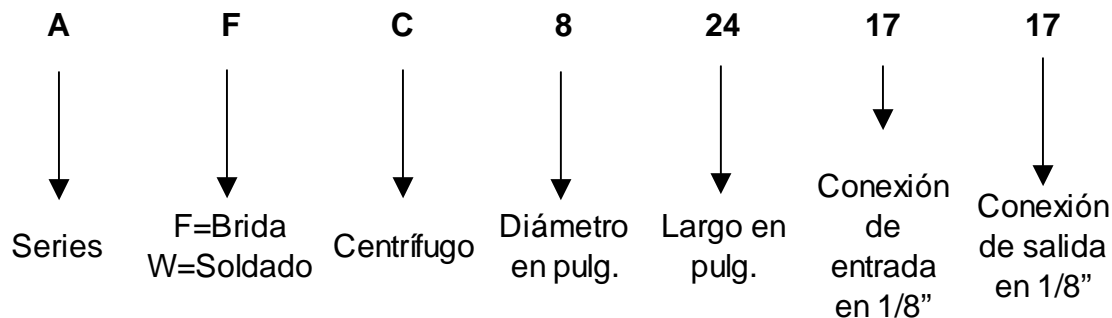 A F C 8 24 17 17
Series
F=Brida
W=Soldado
Centrífugo
Diámetro
en pulg.
Largo en
pulg.
Conexión
de
entrada
en 1/8”
Conexión
de salida
en 1/8”